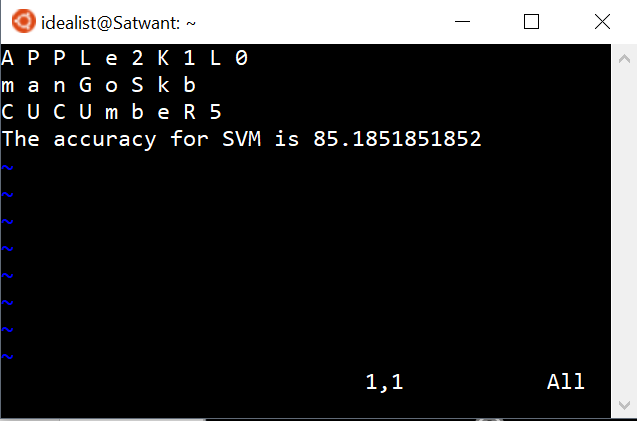 idealist@Satwant: ~
A P P L e 2 K 1 L 0
m a n G o S k b
C U C U m b e R 5
The accuracy for SVM is 85.1851851852
~
~
~
~
~
~
~
~
1,1 All